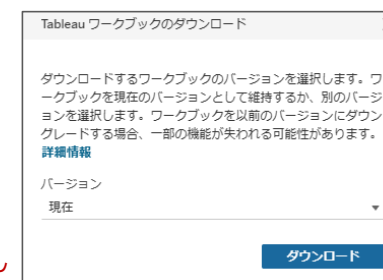 Tableau ワークブックのダウンロード
ダウンロードするワークブックのバージョンを選択します。ワ
ークブックを現在のバージョンとして維持するか、別のバージ
ョンを選択します。ワークブックを以前のバージョンにダウン
グレードする場合、一部の機能が失われる可能性があります。
詳細情報
バージョン
現在
ダウンロード